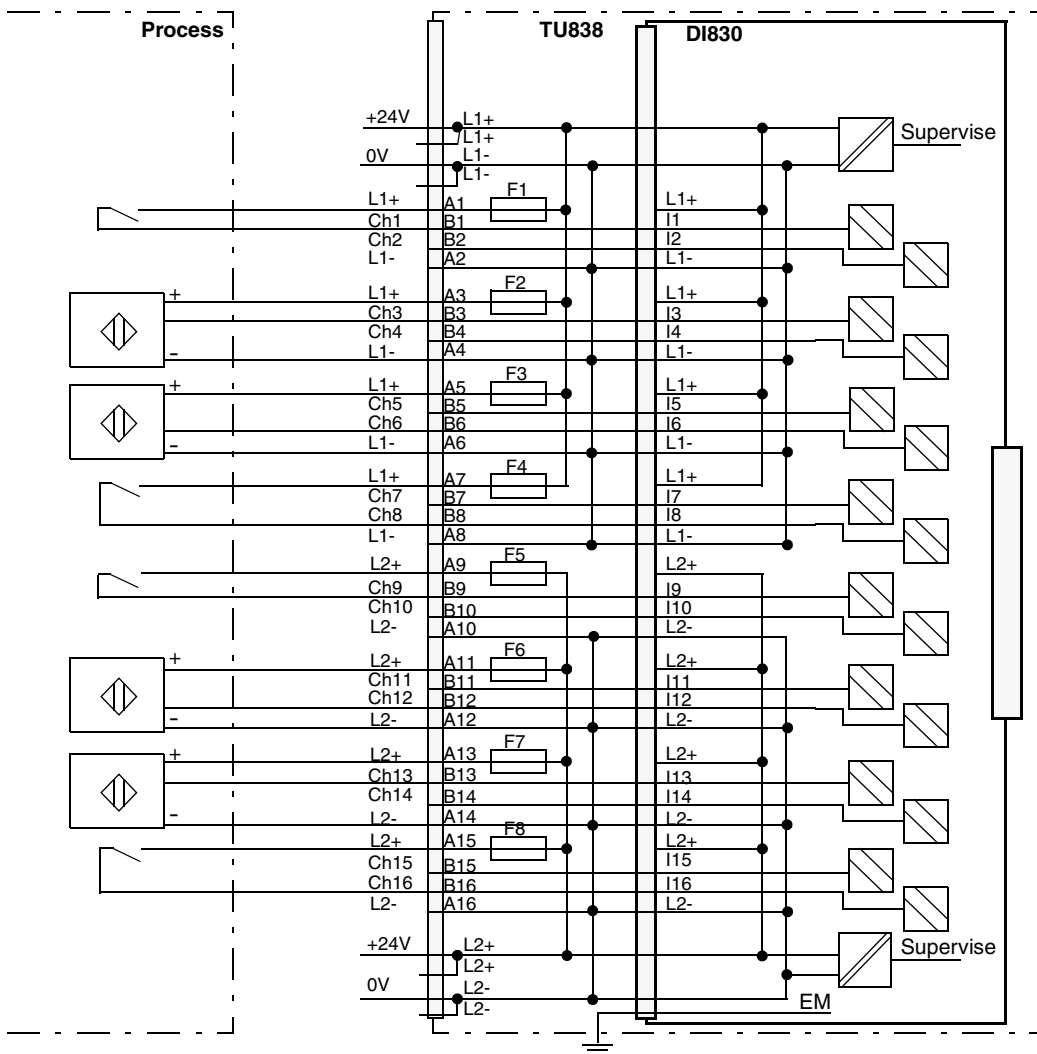 Process TU838 DI830
+24V L1+
L1+ Supervise
0V L1-
L1-
F1
L1+ A1 L1+
Ch1 B1 I1
Ch2 B2 I2
L1- A2 L1-
F2
+ L1+ A3 L1+
Ch3 B3 I3
Ch4 B4 I4
- L1- A4 L1-
F3
+ L1+ A5 L1+
Ch5 B5 I5
Ch6 B6 I6
- L1- A6 L1-
F4
L1+ A7 L1+
Ch7 B7 I7
Ch8 B8 I8
L1- A8 L1-
F5
L2+ A9 L2+
Ch9 B9 I9
Ch10 B10 I10
L2- A10 L2-
F6
+ L2+ A11 L2+
Ch11 B11 I11
Ch12 B12 I12
- L2- A12 L2-
F7
+ L2+ A13 L2+
Ch13 B13 I13
Ch14 B14 I14
- L2- A14 L2-
F8
L2+ A15 L2+
Ch15 B15 I15
Ch16 B16 I16
L2- A16 L2-
+24V L2+ Supervise
L2+
0V L2-
L2- EM